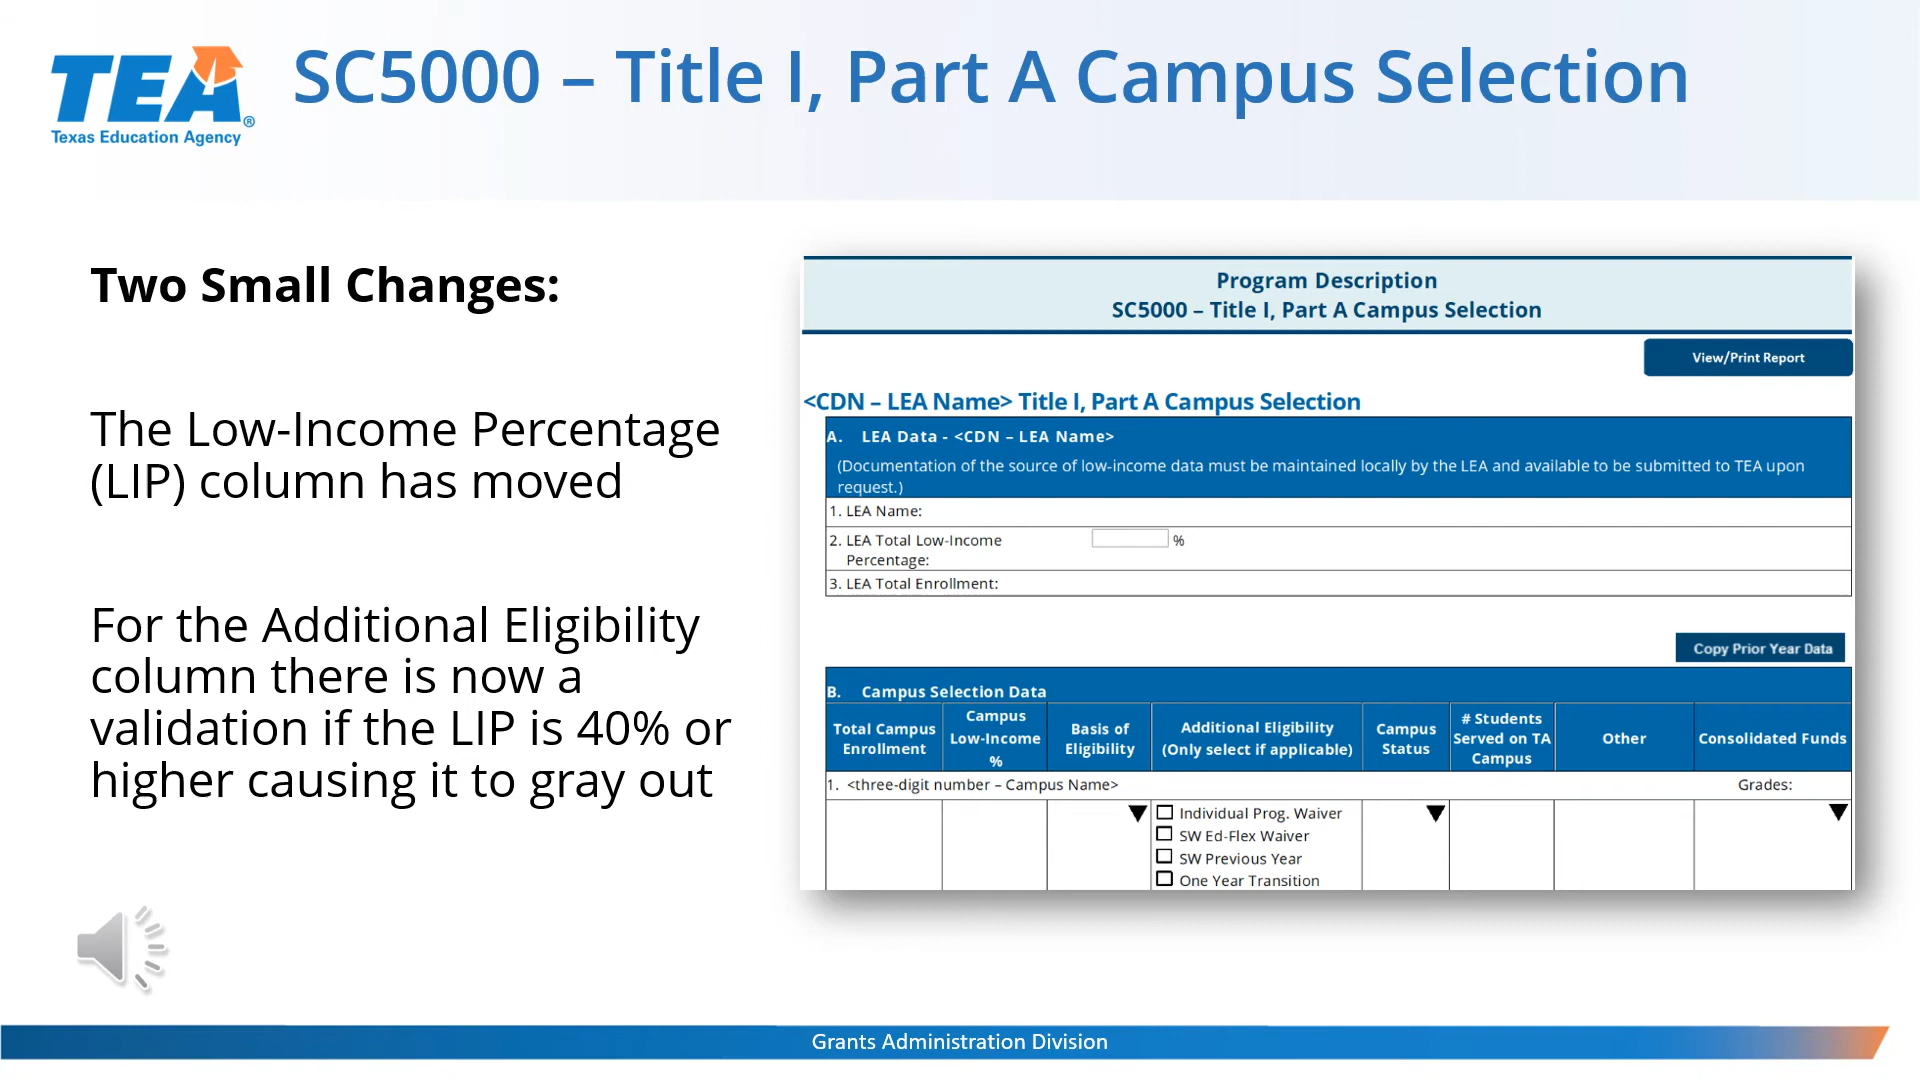 TEA®
Texas Education Agency
SC5000 – Title I, Part A Campus Selection
Two Small Changes:
The Low-Income Percentage
(LIP) column has moved
For the Additional Eligibility
column there is now a
validation if the LIP is 40% or
higher causing it to gray out
Program Description
SC5000 – Title I, Part A Campus Selection
View/Print Report
<CDN – LEA Name> Title I, Part A Campus Selection
A. LEA Data - <CDN – LEA Name>
(Documentation of the source of low-income data must be maintained locally by the LEA and available to be submitted to TEA upon
request.)
1. LEA Name:
2. LEA Total Low-Income
Percentage:
%
3. LEA Total Enrollment:
Copy Prior Year Data
B. Campus Selection Data
Total Campus
Enrollment
Campus
Low-Income
%
Basis of
Eligibility
Additional Eligibility
(Only select if applicable)
Campus
Status
# Students
Served on TA
Campus
Other
Consolidated Funds
1. <three-digit number – Campus Name>
Grades:
Individual Prog. Waiver
SW Ed-Flex Waiver
SW Previous Year
One Year Transition
Grants Administration Division